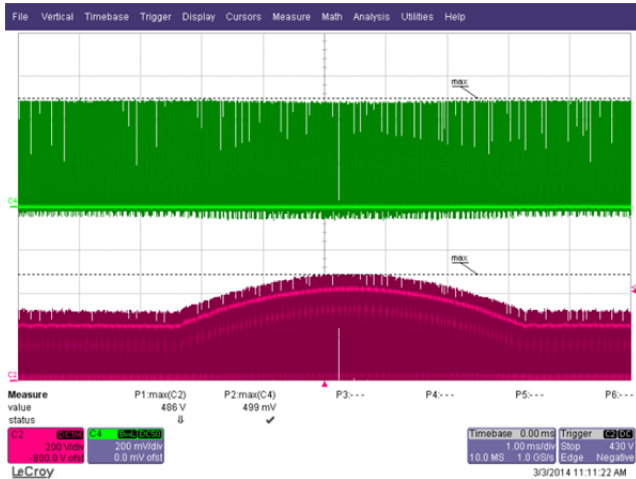 File Vertical Timebase Trigger Display Cursors Measure Math Analysis Utilities Help
max
C4
max
C2
Measure P1:max(C2) P2:max(C4) P3:- - - P4:- - - P5:- - - P6:- - -
value 486 V 499 mV
status
C2 DC1M C4 BwL DC50 Timebase 0.00 ms Trigger C2 DC
200 V/div 200 mV/div 1.00 ms/div Stop 430 V
-800.0 V ofst 0.0 mV ofst 10.0 MS 1.0 GS/s Edge Negative
LeCroy 3/3/2014 11:11:22 AM